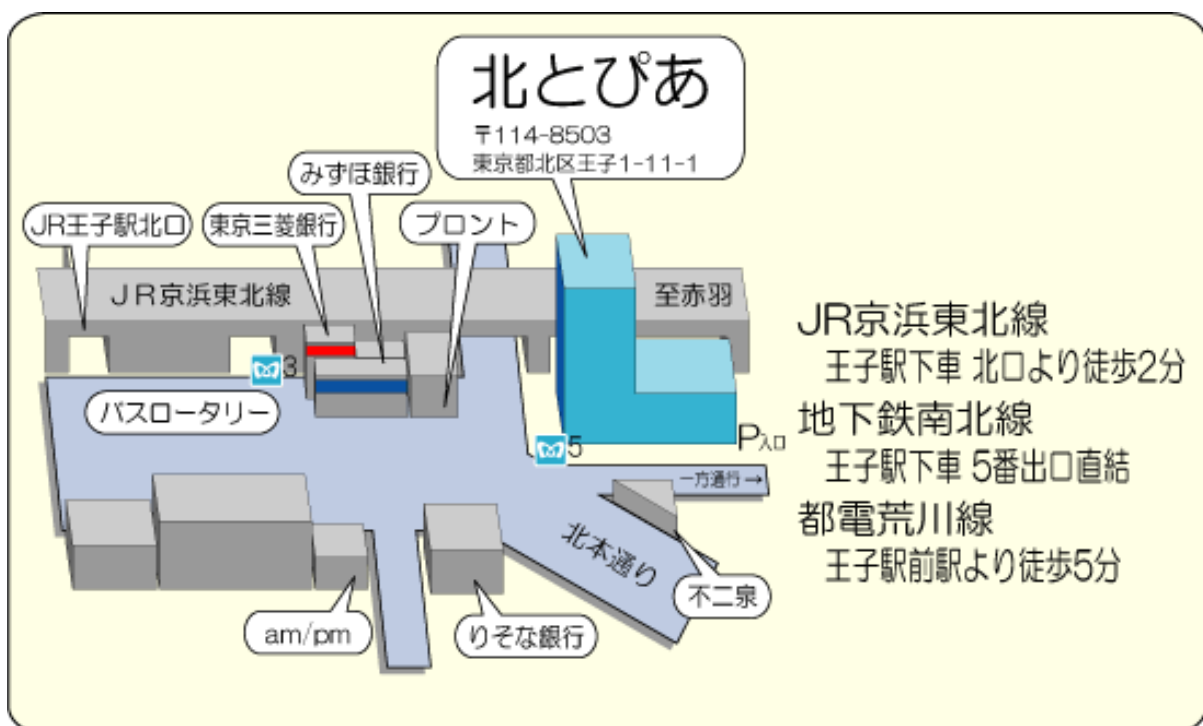 北とぴあ
〒114-8503
東京都北区王子1-11-1
みずほ銀行
JR王子駅北口
東京三菱銀行
プロント
JR京浜東北線
至赤羽
3
バスロータリー
5
P入口
一方通行→
北本通り
不二泉
am/pm
りそな銀行
JR京浜東北線
王子駅下車 北口より徒歩2分
地下鉄南北線
王子駅下車 5番出口直結
都電荒川線
王子駅前駅より徒歩5分